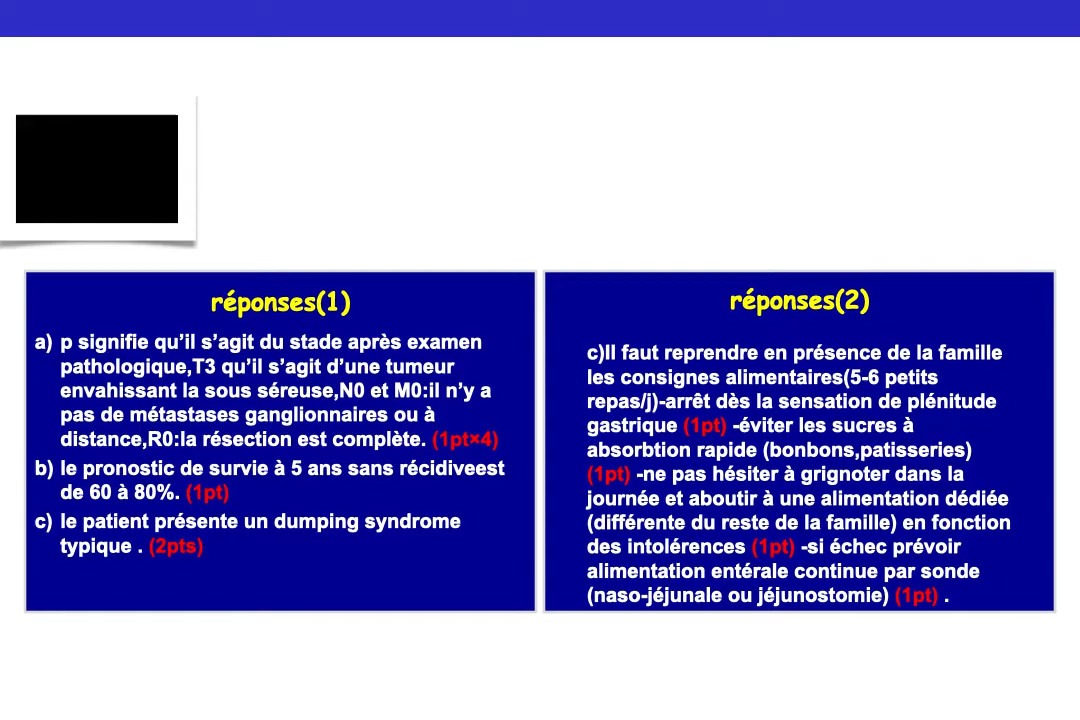 réponses(1)
a) p signifie qu’il s’agit du stade après examen
pathologique,T3 qu’il s’agit d’une tumeur
envahissant la sous séreuse,N0 et M0:il n’y a
pas de métastases ganglionnaires ou à
distance,R0:la résection est complète. (1pt×4)
b) le pronostic de survie à 5 ans sans récidiveest
de 60 à 80%. (1pt)
c) le patient présente un dumping syndrome
typique . (2pts)
réponses(2)
c)Il faut reprendre en présence de la famille
les consignes alimentaires(5-6 petits
repas/j)-arrêt dès la sensation de plénitude
gastrique (1pt) -éviter les sucres à
absorbtion rapide (bonbons,patisseries)
(1pt) -ne pas hésiter à grignoter dans la
journée et aboutir à une alimentation dédiée
(différente du reste de la famille) en fonction
des intolérences (1pt) -si échec prévoir
alimentation entérale continue par sonde
(naso-jéjunale ou jéjunostomie) (1pt) .